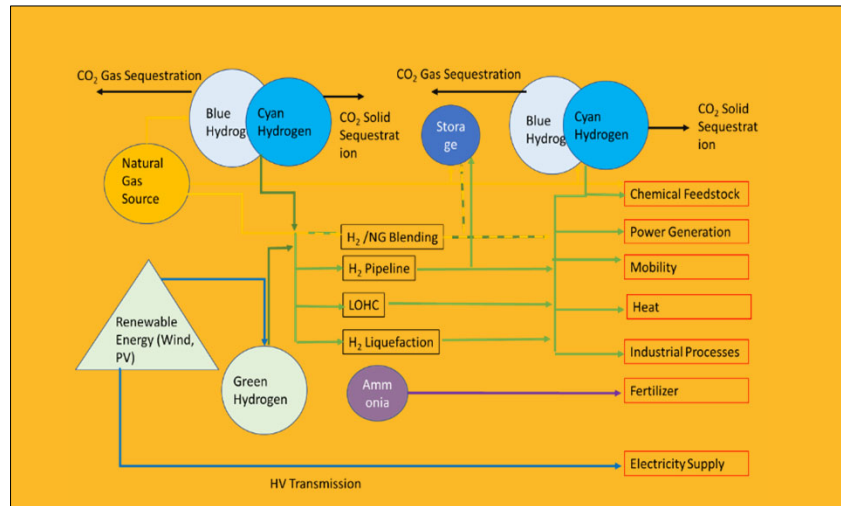 CO₂ Gas Sequestration
Blue
Hydrog
Cyan
Hydrogen
CO₂ Solid
Sequestrat
ion
CO₂ Gas Sequestration
Stora
ge
Blue
Hydrog
Cyan
Hydrogen
CO₂ Solid
Sequestrat
ion
Natural
Gas
Source
H₂ /NG Blending
H₂ Pipeline
LOHC
H₂ Liquefaction
Chemical Feedstock
Power Generation
Mobility
Heat
Industrial Processes
Renewable
Energy (Wind,
PV)
Green
Hydrogen
Amm
onia
Fertilizer
Electricity Supply
HV Transmission